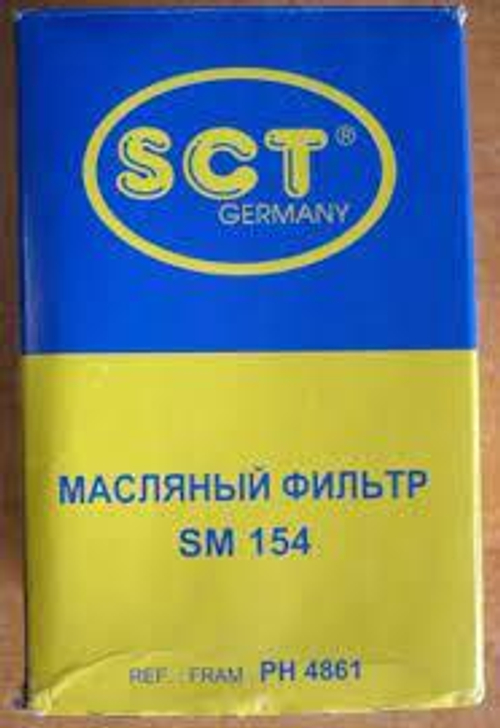 SCT®
GERMANY
МАСЛЯНЫЙ ФИЛЬТР
SM 154
REF. : FRAM PH 4861